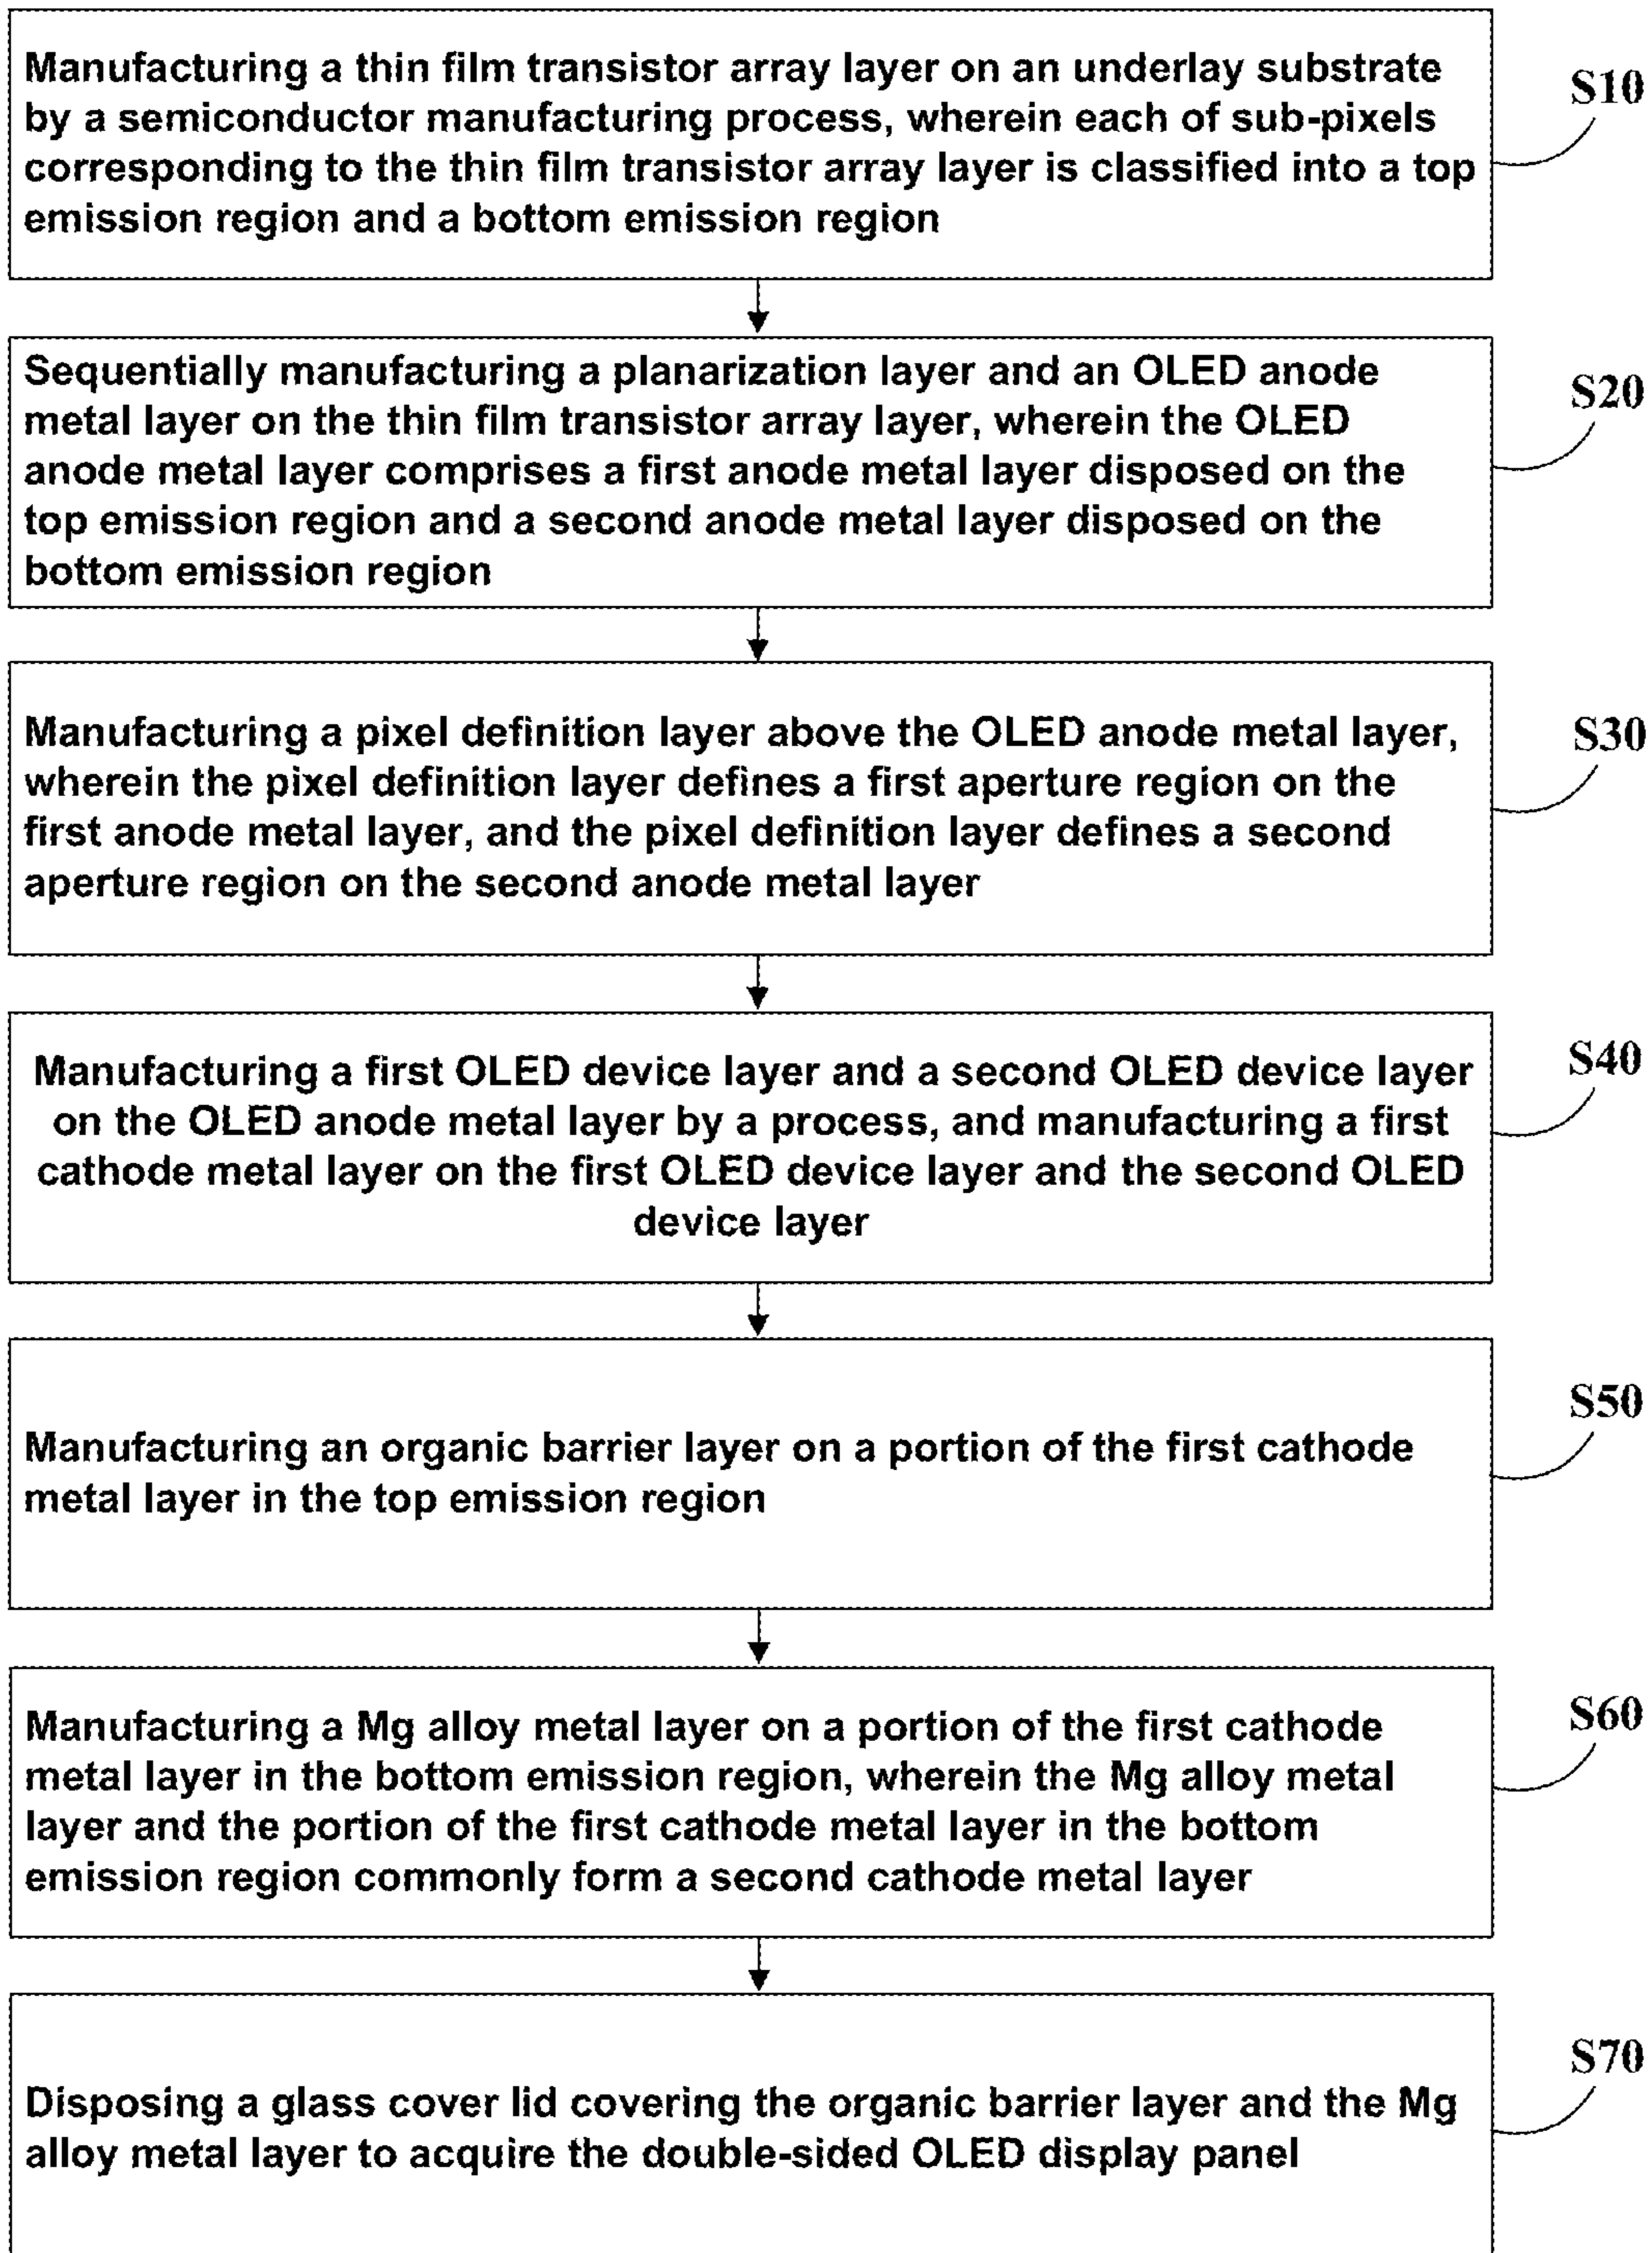 Manufacturing a thin film transistor array layer on an underlay substrate
by a semiconductor manufacturing process, wherein each of sub-pixels
corresponding to the thin film transistor array layer is classified into a top
emission region and a bottom emission region
S10
Sequentially manufacturing a planarization layer and an OLED anode
metal layer on the thin film transistor array layer, wherein the OLED
anode metal layer comprises a first anode metal layer disposed on the
top emission region and a second anode metal layer disposed on the
bottom emission region
S20
Manufacturing a pixel definition layer above the OLED anode metal layer,
wherein the pixel definition layer defines a first aperture region on the
first anode metal layer, and the pixel definition layer defines a second
aperture region on the second anode metal layer
S30
Manufacturing a first OLED device layer and a second OLED device layer
on the OLED anode metal layer by a process, and manufacturing a first
cathode metal layer on the first OLED device layer and the second OLED
device layer
S40
Manufacturing an organic barrier layer on a portion of the first cathode
metal layer in the top emission region
S50
Manufacturing a Mg alloy metal layer on a portion of the first cathode
metal layer in the bottom emission region, wherein the Mg alloy metal
layer and the portion of the first cathode metal layer in the bottom
emission region commonly form a second cathode metal layer
S60
Disposing a glass cover lid covering the organic barrier layer and the Mg
alloy metal layer to acquire the double-sided OLED display panel
S70